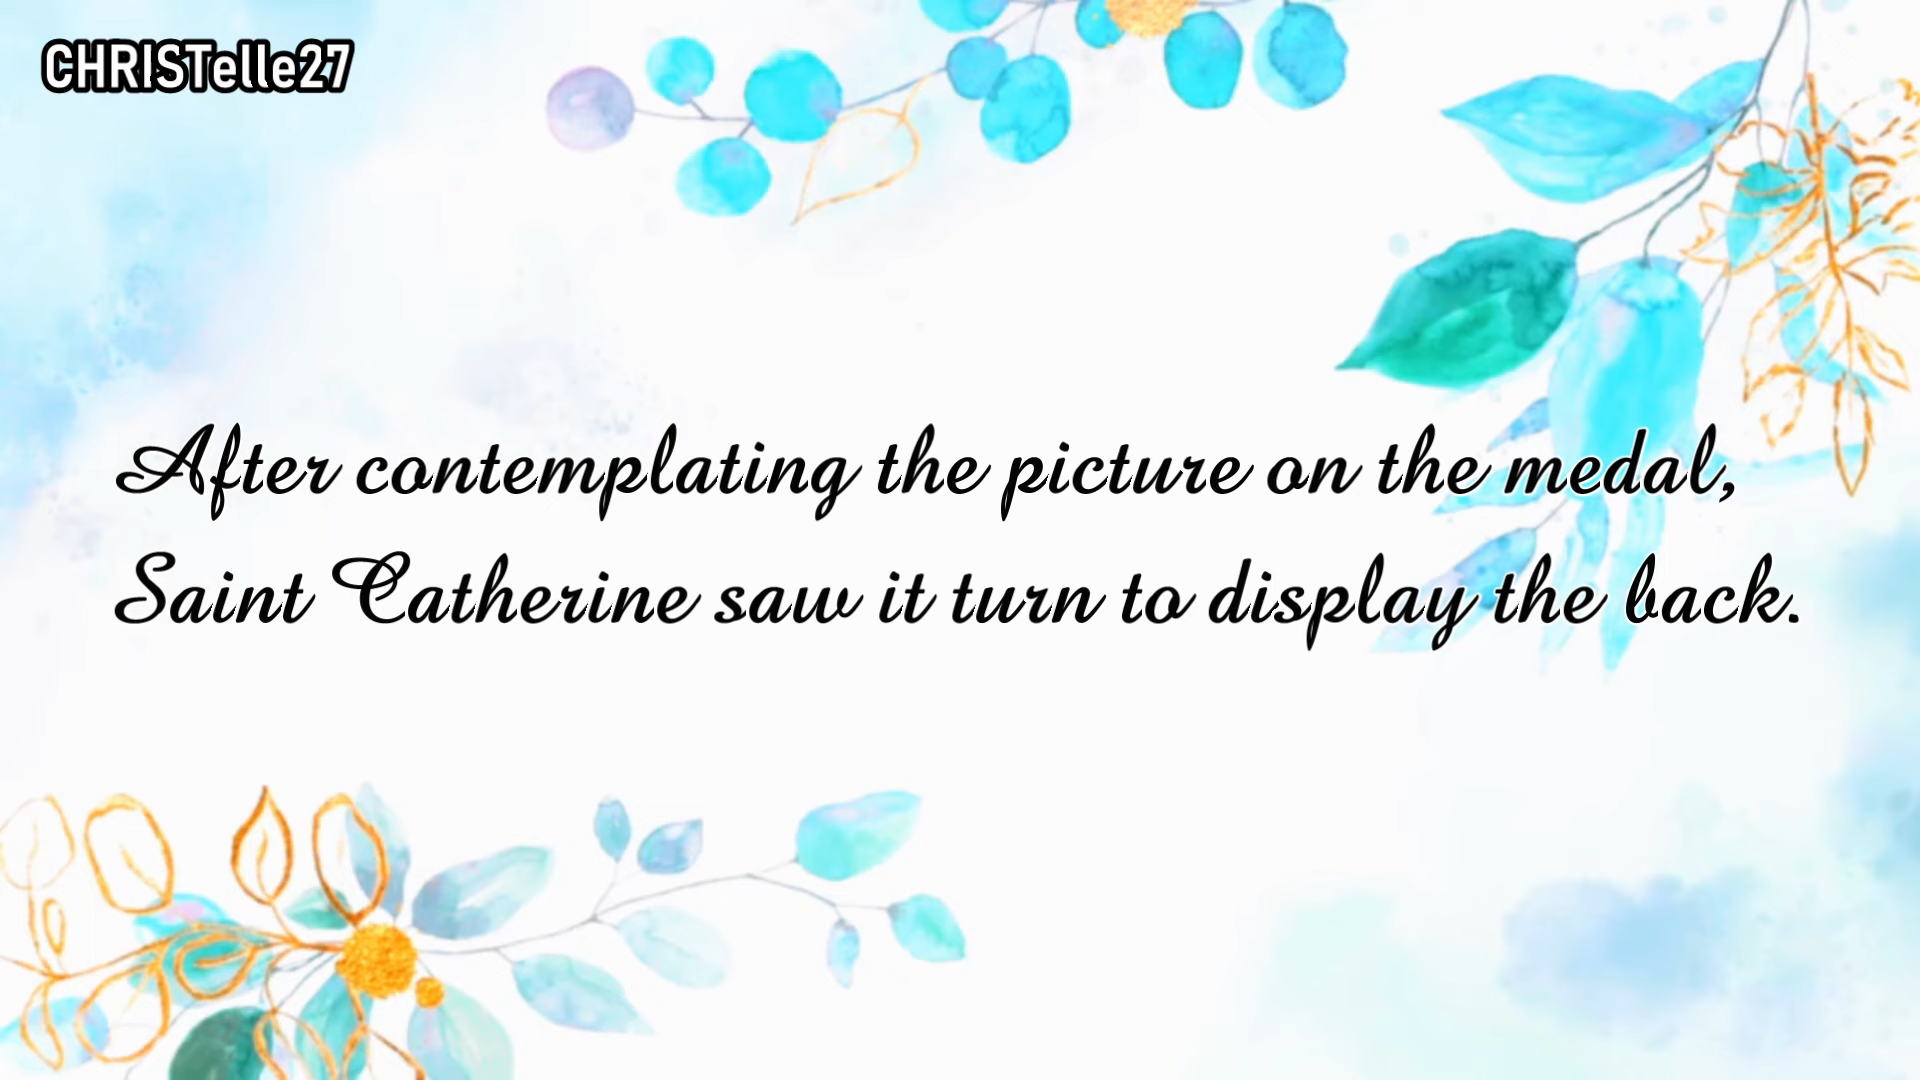 CHRISTelle27
After contemplating the picture on the medal,
Saint Catherine saw it turn to display the back.